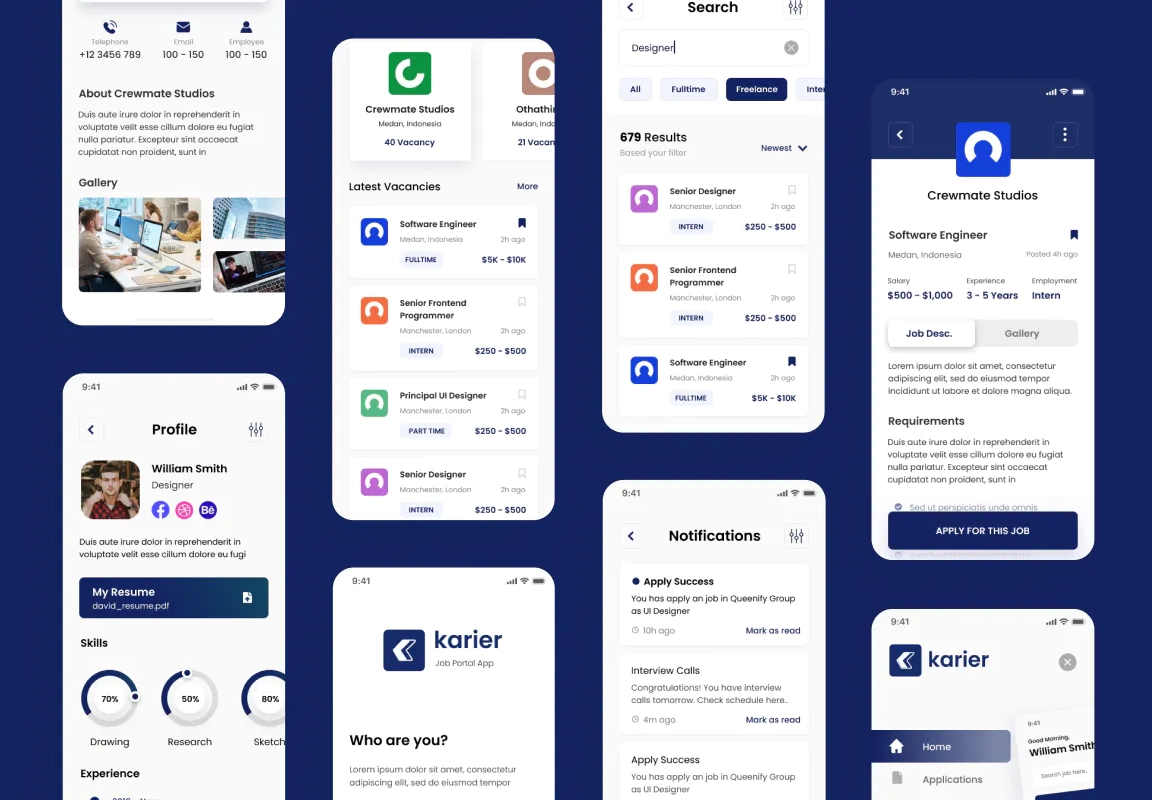 Telephone
Email
Employee
+12 3456 789
100 - 150
100 - 150
About Crewmate Studios
Duis aute irure dolor in reprehenderit in
voluptate velit esse cillum dolore eu fugiat
nulla pariatur. Excepteur sint occaecat
cupidatat non proident, sunt in
Gallery
9:41
Profile
William Smith
Designer
Bē
Duis aute irure dolor in reprehenderit in
voluptate velit esse cillum dolore eu fugi
My Resume
david_resume.pdf
Skills
70%
50%
80%
Drawing
Research
Sketch
Experience
Crewmate Studios
Medan, Indonesia
40 Vacancy
Othathin
Medan, Indo
21 Vacan
Latest Vacancies
More
Software Engineer
Medan, Indonesia
2h ago
FULLTIME
$5K - $10K
Senior Frontend
Programmer
Manchester, London
2h ago
INTERN
$250 - $500
Principal UI Designer
Manchester, London
2h ago
PART TIME
$250 - $500
Senior Designer
Manchester, London
2h ago
INTERN
$250 - $500
9:41
karier
Job Portal App
Who are you?
Lorem ipsum dolor sit amet, consectetur
adipiscing elit, sed do eiusmod tempor
Search
Designer
All
Fulltime
Freelance
Inter
679 Results
Based your filter
Newest
Senior Designer
Manchester, London
2h ago
INTERN
$250 - $500
Senior Frontend
Programmer
Manchester, London
2h ago
INTERN
$250 - $500
Software Engineer
Medan, Indonesia
2h ago
FULLTIME
$5K - $10K
9:41
Notifications
Apply Success
You has apply an job in Queenify Group
as UI Designer
10h ago
Mark as read
Interview Calls
Congratulations! You have interview
calls tomorrow. Check schedule here..
4m ago
Mark as read
Apply Success
You has apply an job in Queenify Group
as UI Designer
9:41
Crewmate Studios
Software Engineer
Medan, Indonesia
Posted 4h ago
Salary
Experience
Employment
$500 - $1,000
3 - 5 Years
Intern
Job Desc.
Gallery
Lorem ipsum dolor sit amet, consectetur
adipiscing elit, sed do eiusmod tempor
incididunt ut labore et dolore magna aliqua.
Requirements
Duis aute irure dolor in reprehenderit in
voluptate velit esse cillum dolore eu fugiat
nulla pariatur. Excepteur sint occaecat
cupidatat non proident, sunt in
Sed ut perspiciatis unde omnis
APPLY FOR THIS JOB
9:41
karier
Home
Applications
9:41
Good Morning,
William Smith
Search job here..